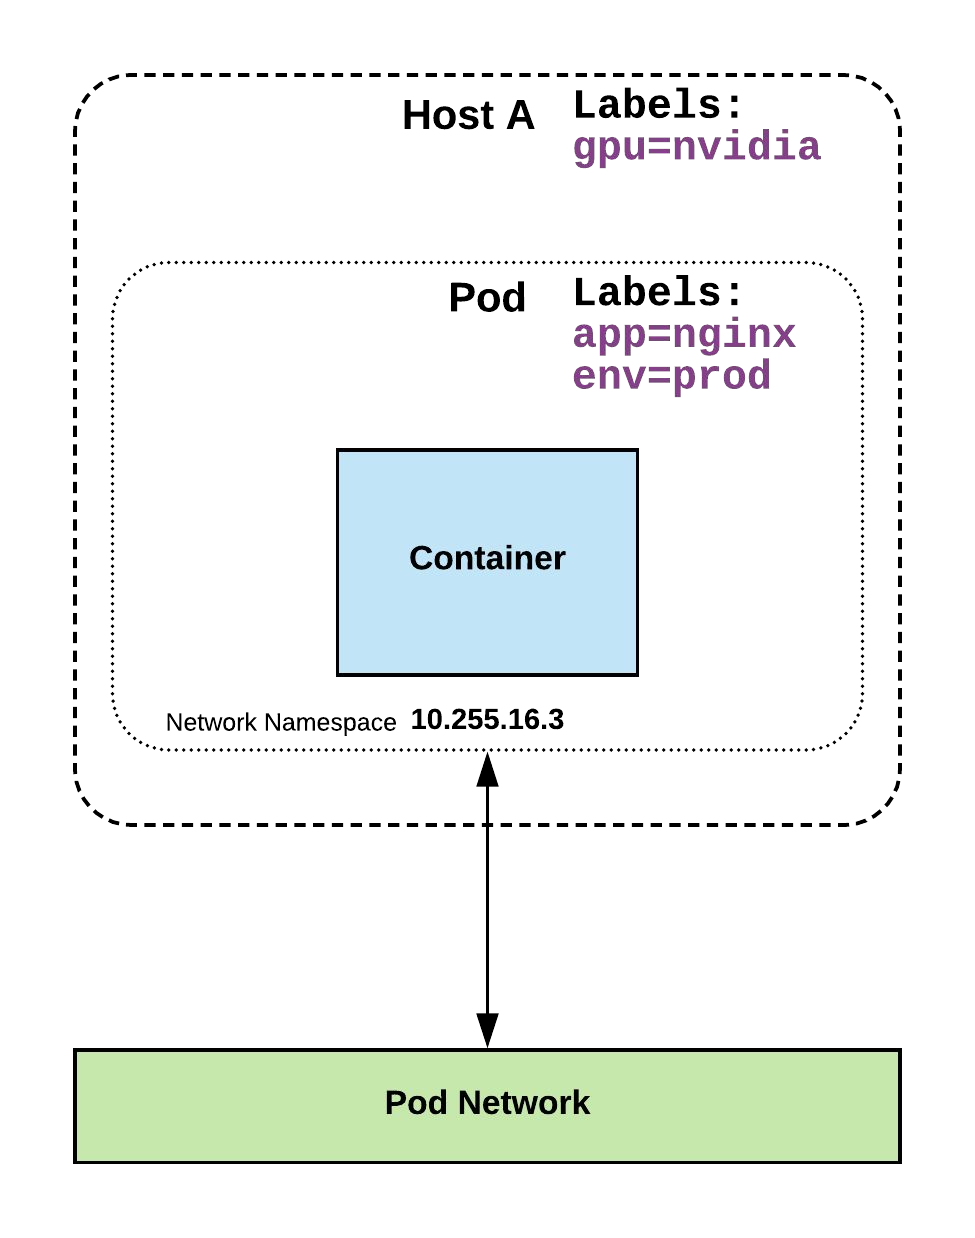 Host A
Labels:
gpu=nvidia
Pod
Labels:
app=nginx
env=prod
Container
Network Namespace 10.255.16.3
Pod Network